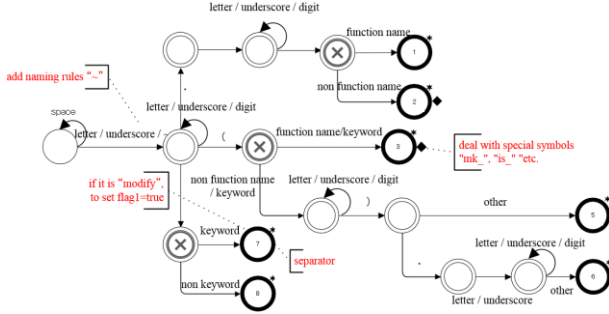 letter / underscore / digit
function name
1
*
non function name
2
*
add naming rules "~"
.
space
letter / underscore / digit
letter / underscore / ~
(
function name/keyword
3
*
deal with special symbols
"mk_", "is_" "etc.
if it is "modify",
to set flag1=true
non function name
/ keyword
letter / underscore / digit
)
other
5
*
keyword
7
*
separator
non keyword
8
*
.
letter / underscore / digit
letter / underscore
other
6
*